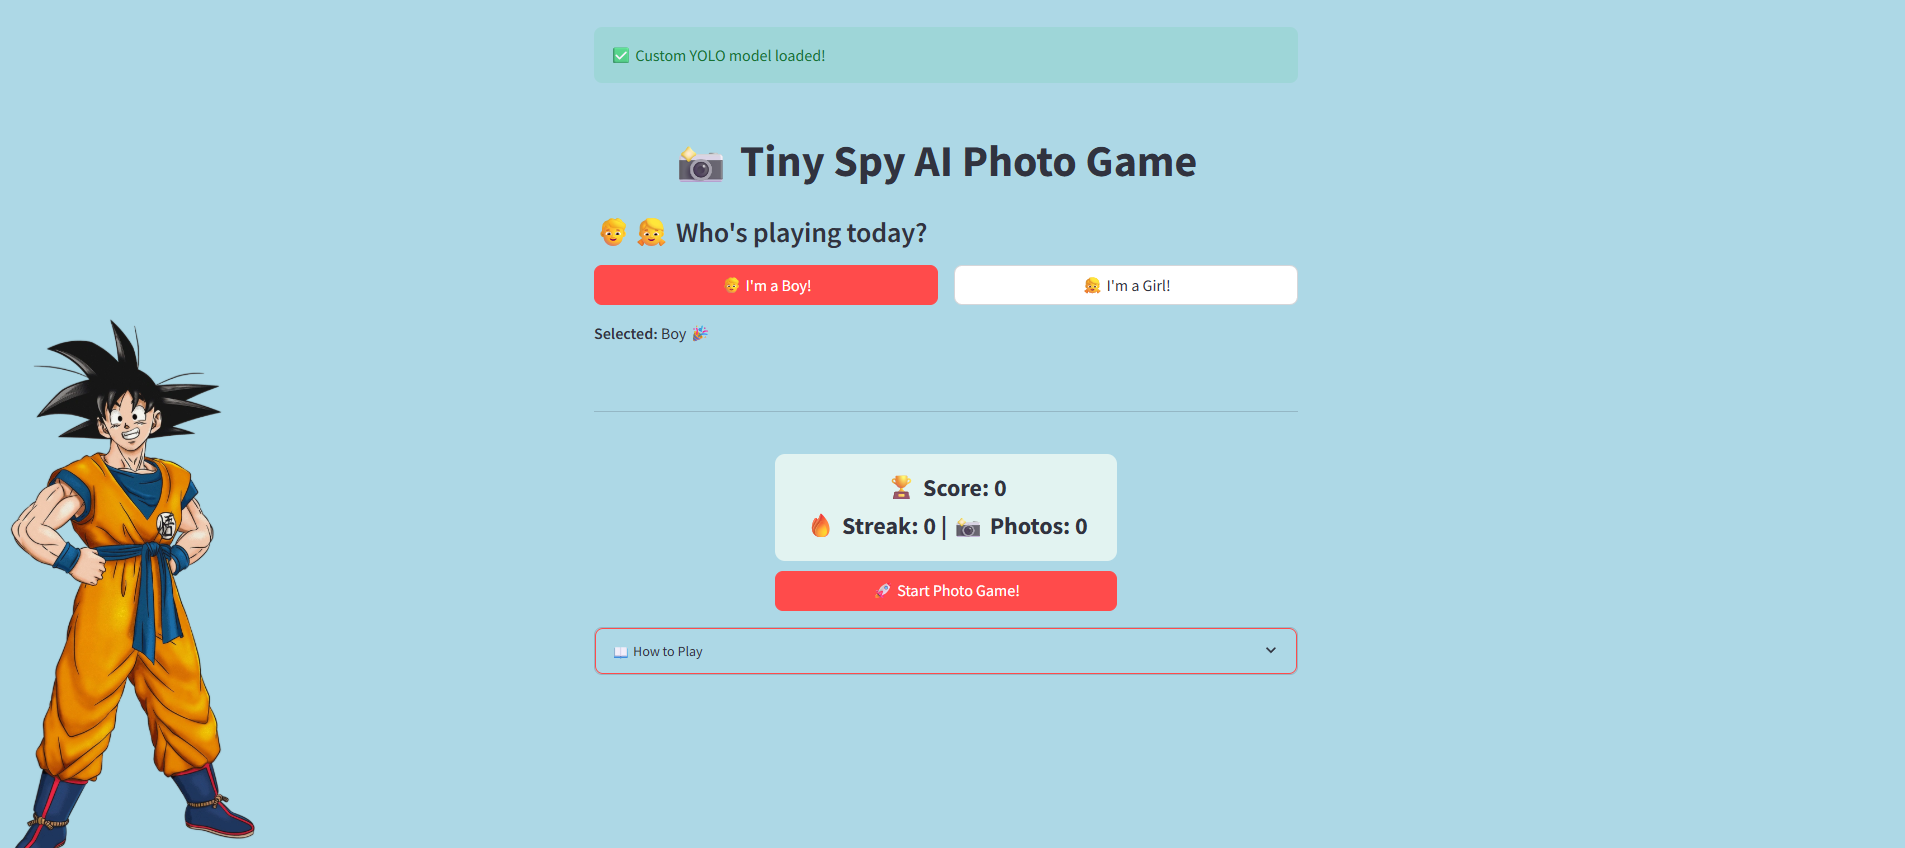 ✅ Custom YOLO model loaded!
📸 Tiny Spy AI Photo Game
👦 👧 Who's playing today?
👦 I'm a Boy!
👧 I'm a Girl!
Selected: Boy 🎉
悟
🏆 Score: 0
🔥 Streak: 0 | 📸 Photos: 0
🚀 Start Photo Game!
📖 How to Play